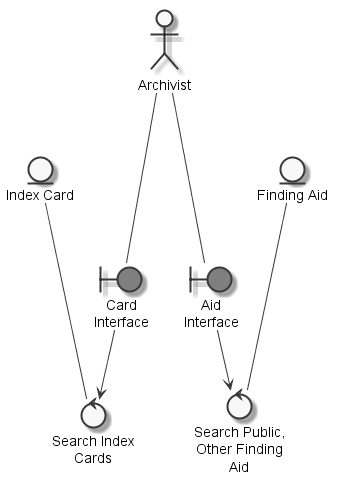 Archivist
Index Card
Finding Aid
Card
Interface
Aid
Interface
Search Index
Cards
Search Public,
Other Finding
Aid